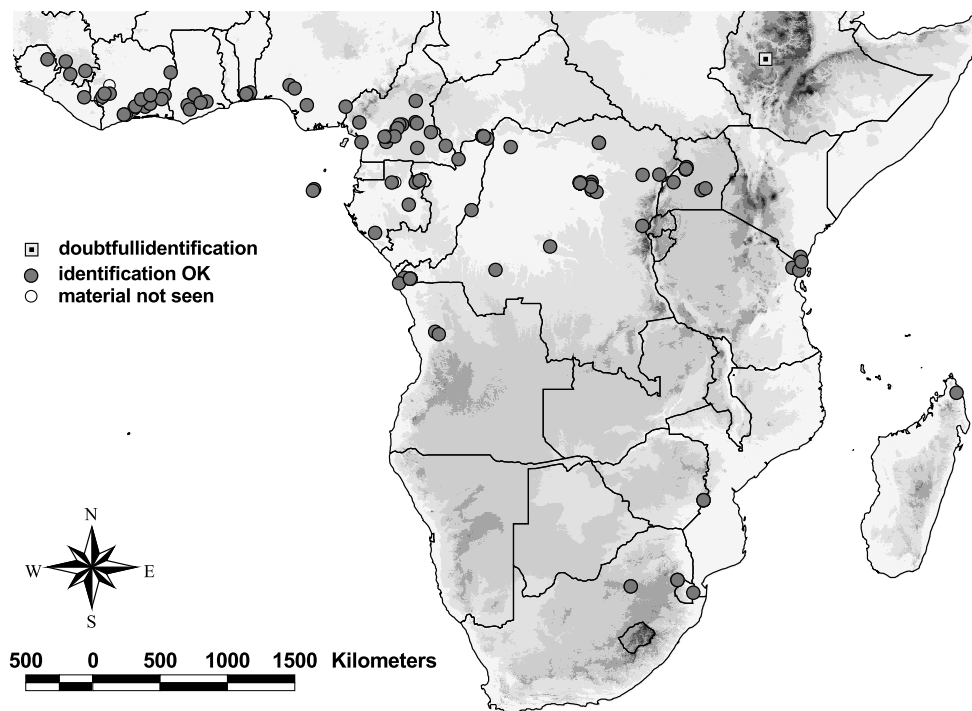 doubtfullidentification
identification OK
material not seen
N
W E
S
500 0 500 1000 1500 Kilometers